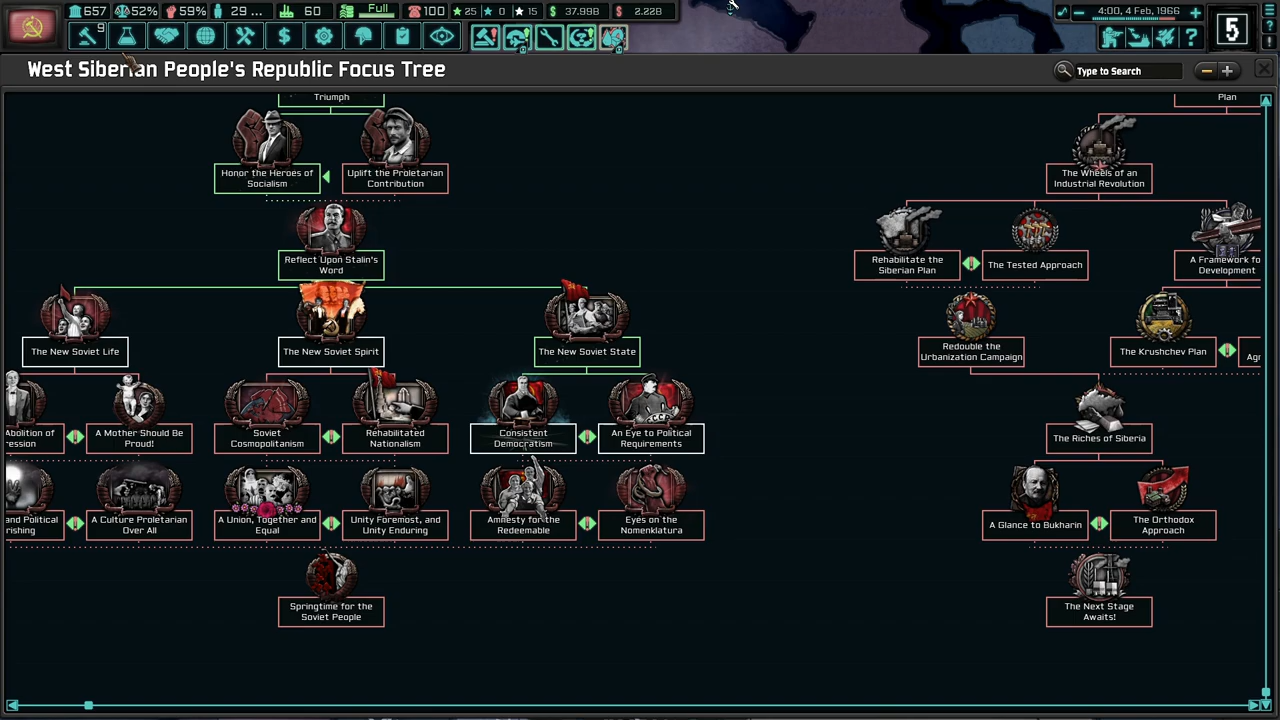 657 52% 59% 29 ... 60 Full 100 25 0 15 $ 37.99B $ 2.22B
4:00, 4 Feb, 1966
5
9
West Siberian People's Republic Focus Tree
Type to Search
Triumph
Plan
Honor the Heroes of
Socialism
Uplift the Proletarian
Contribution
The Wheels of an
Industrial Revolution
Reflect Upon Stalin's
Word
Rehabilitate the
Siberian Plan
The Tested Approach
A Framework fo
Development
The New Soviet Life
The New Soviet Spirit
The New Soviet State
Redouble the
Urbanization Campaign
The Krushchev Plan
Agr
Abolition of
ression
A Mother Should Be
Proud!
Soviet
Cosmopolitanism
Rehabilitated
Nationalism
Consistent
Democratism
An Eye to Political
Requirements
The Riches of Siberia
and Political
rishing
A Culture Proletarian
Over All
A Union, Together and
Equal
Unity Foremost, and
Unity Enduring
Amnesty for the
Redeemable
Eyes on the
Nomenklatura
A Glance to Bukharin
The Orthodox
Approach
Springtime for the
Soviet People
The Next Stage
Awaits!